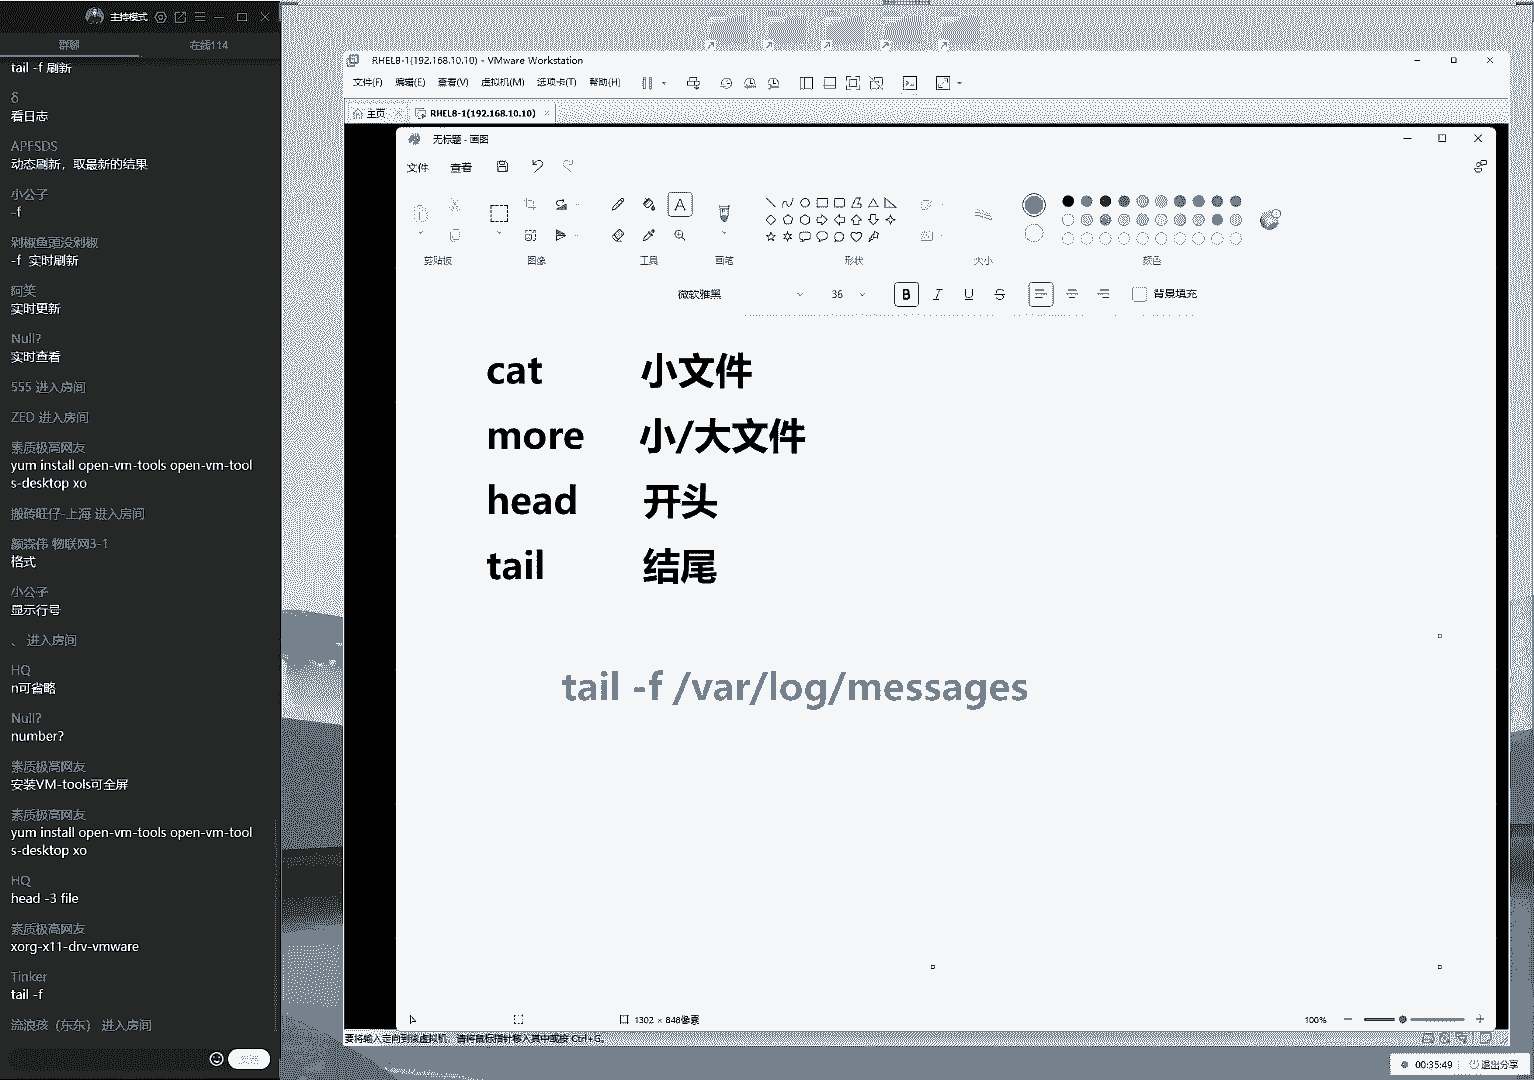 主持模式
群聊
在线114
tail -f 刷新
δ
看日志
APFSDS
动态刷新，取最新的结果
小公子
-f
剁椒鱼头没剁椒
-f 实时刷新
阿笑
实时更新
Null?
实时查看
555 进入房间
ZED 进入房间
素质极高网友
yum install open-vm-tools open-vm-tool
s-desktop xo
搬砖旺仔-上海 进入房间
颜森伟 物联网3-1
格式
小公子
显示行号
、 进入房间
HQ
n可省略
Null?
number?
素质极高网友
安装VM-tools可全屏
素质极高网友
yum install open-vm-tools open-vm-tool
s-desktop xo
HQ
head -3 file
素质极高网友
xorg-x11-drv-vmware
Tinker
tail -f
流浪孩（东东） 进入房间
RHEL8-1(192.168.10.10) - VMware Workstation
文件(F) 编辑(E) 查看(V) 虚拟机(M) 选项卡(T) 帮助(H)
主页 RHEL8-1(192.168.10.10)
无标题 - 画图
文件 查看
剪贴板 图像 工具 画笔 形状 大小 颜色
微软雅黑 36 B I U S 背景填充
cat 小文件
more 小/大文件
head 开头
tail 结尾
tail -f /var/log/messages
1302 × 848像素 100%
要将输入定向到该虚拟机，请将鼠标指针移入其中或按 Ctrl+G。
00:35:49 退出分享